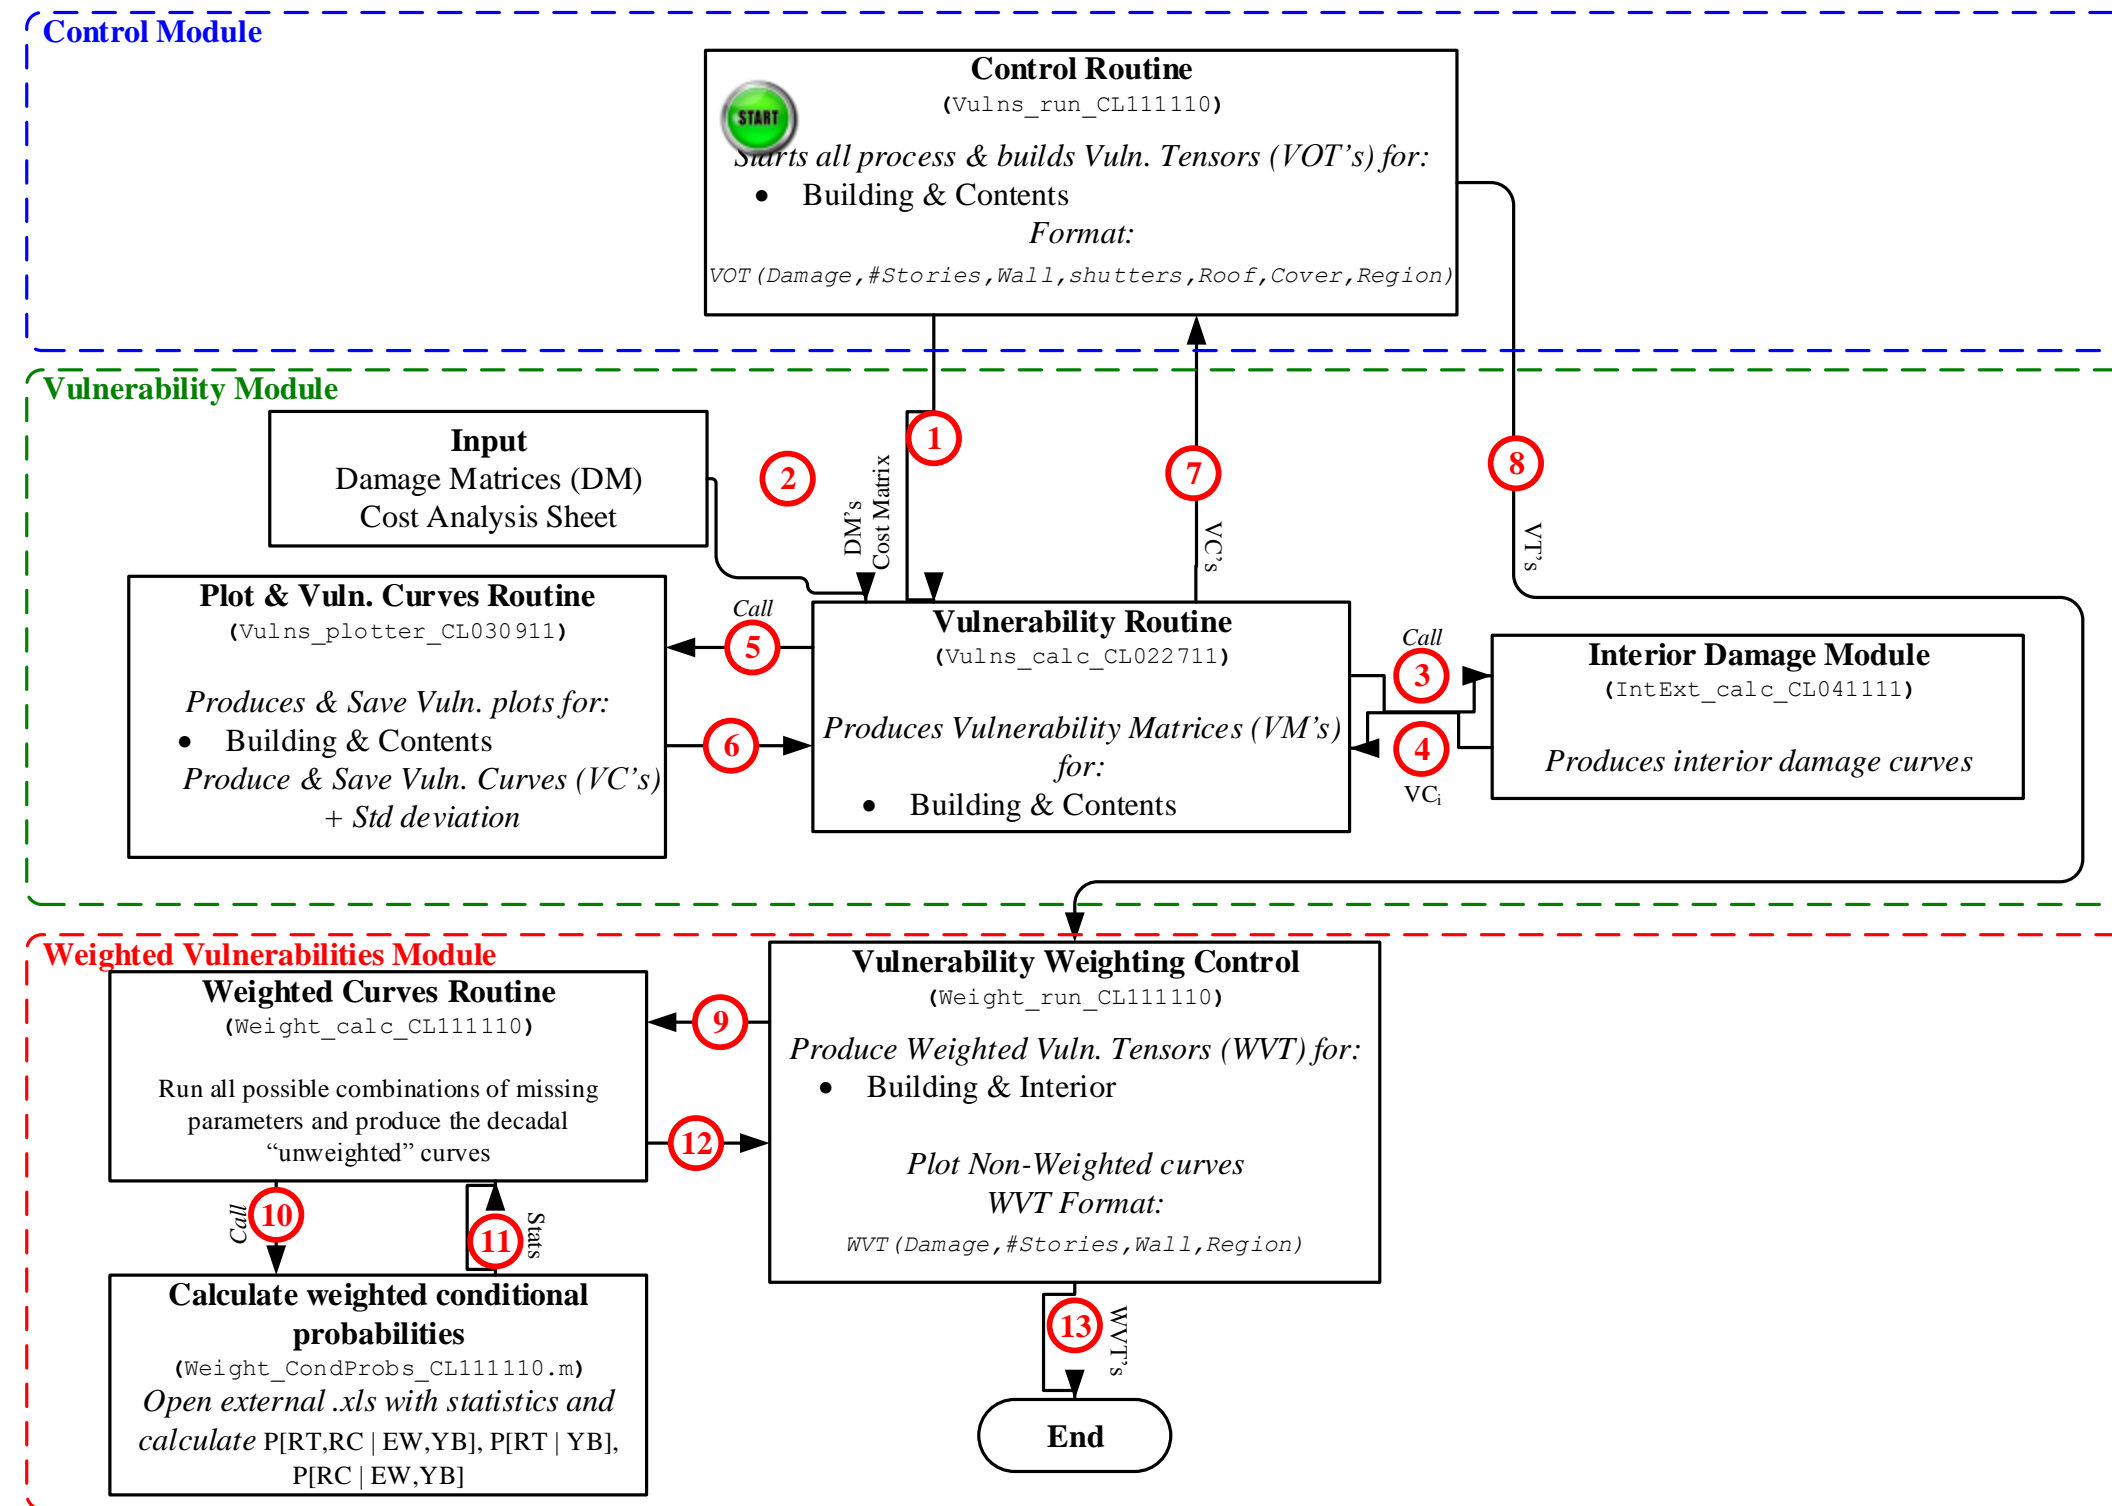 Control Module
Control Routine
(Vulns_run_CL111110)
START
Starts all process & builds Vuln. Tensors (VOT's) for:
• Building & Contents
Format:
VOT(Damage,#Stories,Wall,shutters,Roof,Cover,Region)
Vulnerability Module
Input
Damage Matrices (DM)
Cost Analysis Sheet
2
DM's
Cost Matrix
1
7
VC's
8
VT's
Plot & Vuln. Curves Routine
(Vulns_plotter_CL030911)
Produces & Save Vuln. plots for:
• Building & Contents
Produce & Save Vuln. Curves (VC's)
+ Std deviation
Call
5
6
Vulnerability Routine
(Vulns_calc_CL022711)
Produces Vulnerability Matrices (VM's)
for:
• Building & Contents
Call
3
4
VCi
Interior Damage Module
(IntExt_calc_CL041111)
Produces interior damage curves
Weighted Vulnerabilities Module
Weighted Curves Routine
(Weight_calc_CL111110)
Run all possible combinations of missing
parameters and produce the decadal
“unweighted” curves
9
12
Vulnerability Weighting Control
(Weight_run_CL111110)
Produce Weighted Vuln. Tensors (WVT) for:
• Building & Interior
Plot Non-Weighted curves
WVT Format:
WVT(Damage,#Stories,Wall,Region)
Call
10
11
Stats
Calculate weighted conditional
probabilities
(Weight_CondProbs_CL111110.m)
Open external .xls with statistics and
calculate P[RT,RC | EW,YB], P[RT | YB],
P[RC | EW,YB]
13
WVT's
End